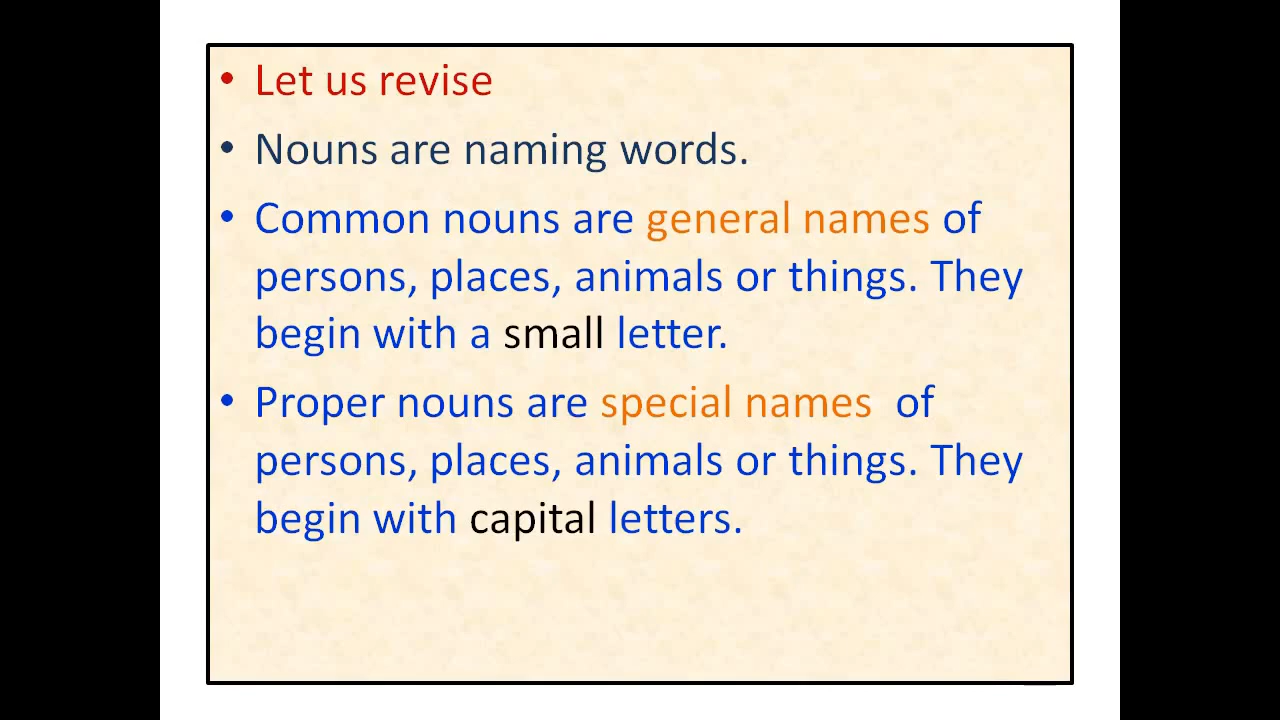 • Let us revise
• Nouns are naming words.
• Common nouns are general names of
persons, places, animals or things. They
begin with a small letter.
• Proper nouns are special names  of
persons, places, animals or things. They
begin with capital letters.